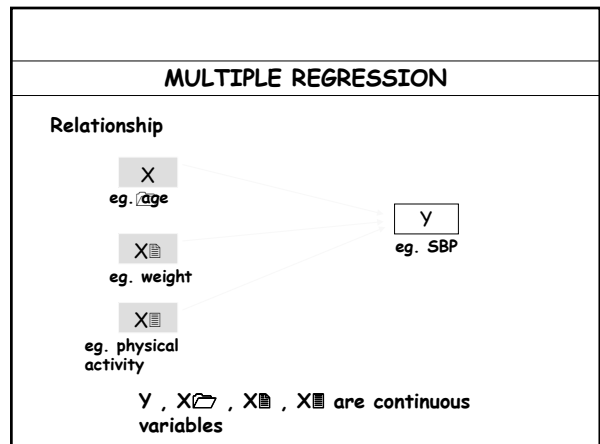 MULTIPLE REGRESSION
Relationship
X🗁
eg. age
X🗎
eg. weight
X🗏
eg. physical
activity
Y
eg. SBP
Y , X🗁 , X🗎 , X🗏 are continuous
variables